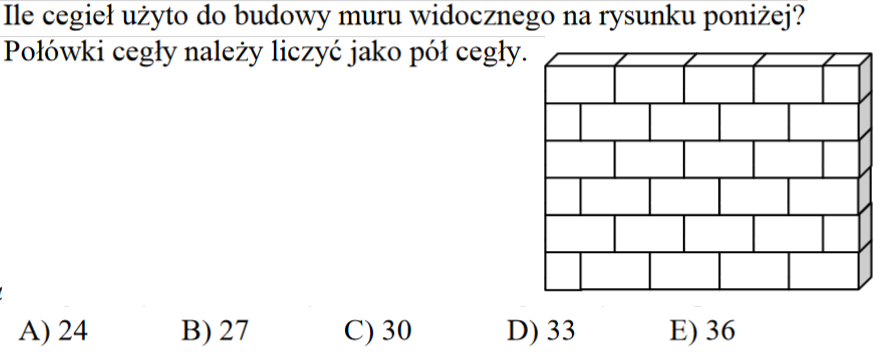 Ile cegieł użyto do budowy muru widocznego na rysunku poniżej?
Połówki cegły należy liczyć jako pół cegły.
A) 24 B) 27 C) 30 D) 33 E) 36